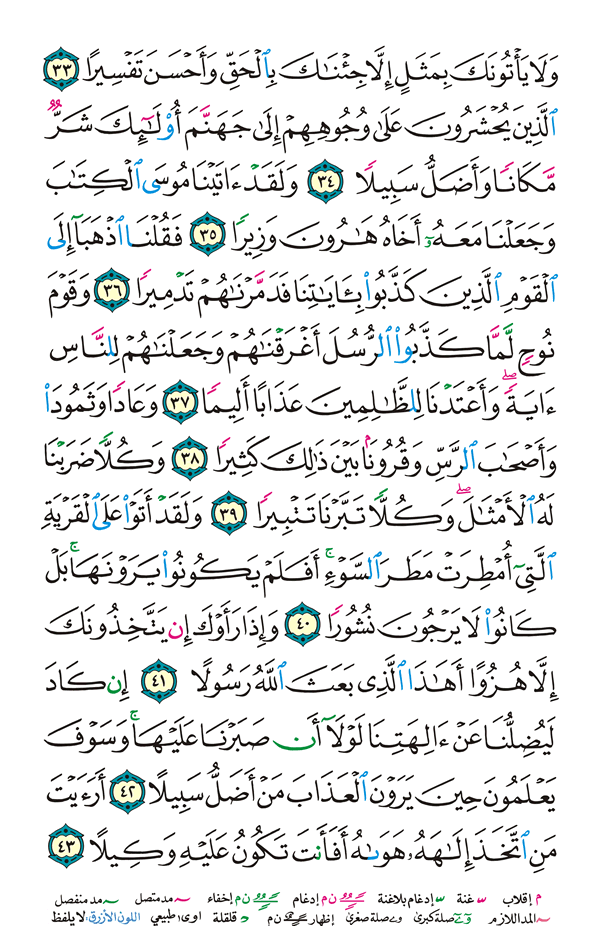 وَلَا يَأْتُونَكَ بِمَثَلٍ إِلَّا جِئْنَٰكَ بِٱلْحَقِّ وَأَحْسَنَ تَفْسِيرًا ٣٣
ٱلَّذِينَ يُحْشَرُونَ عَلَىٰ وُجُوهِهِمْ إِلَىٰ جَهَنَّمَ أُو۟لَٰٓئِكَ شَرٌّ
مَّكَانًا وَأَضَلُّ سَبِيلًا ٣٤ وَلَقَدْ ءَاتَيْنَا مُوسَى ٱلْكِتَٰبَ
وَجَعَلْنَا مَعَهُۥٓ أَخَاهُ هَٰرُونَ وَزِيرًا ٣٥ فَقُلْنَا ٱذْهَبَآ إِلَى
ٱلْقَوْمِ ٱلَّذِينَ كَذَّبُوا۟ بِـَٔايَٰتِنَا فَدَمَّرْنَٰهُمْ تَدْمِيرًا ٣٦ وَقَوْمَ
نُوحٍ لَّمَّا كَذَّبُوا۟ ٱلرُّسُلَ أَغْرَقْنَٰهُمْ وَجَعَلْنَٰهُمْ لِلنَّاسِ
ءَايَةً ۖ وَأَعْتَدْنَا لِلظَّٰلِمِينَ عَذَابًا أَلِيمًا ٣٧ وَعَادًا وَثَمُودَا۟
وَأَصْحَٰبَ ٱلرَّسِّ وَقُرُونًۢا بَيْنَ ذَٰلِكَ كَثِيرًا ٣٨ وَكُلًّا ضَرَبْنَا
لَهُ ٱلْأَمْثَٰلَ ۖ وَكُلًّا تَبَّرْنَا تَتْبِيرًا ٣٩ وَلَقَدْ أَتَوْا۟ عَلَى ٱلْقَرْيَةِ
ٱلَّتِىٓ أُمْطِرَتْ مَطَرَ ٱلسَّوْءِ ۚ أَفَلَمْ يَكُونُوا۟ يَرَوْنَهَا ۚ بَلْ
كَانُوا۟ لَا يَرْجُونَ نُشُورًا ٤٠ وَإِذَا رَأَوْكَ إِن يَتَّخِذُونَكَ
إِلَّا هُزُوًا أَهَٰذَا ٱلَّذِى بَعَثَ ٱللَّهُ رَسُولًا ٤١ إِن كَادَ
لَيُضِلُّنَا عَنْ ءَالِهَتِنَا لَوْلَآ أَن صَبَرْنَا عَلَيْهَا ۚ وَسَوْفَ
يَعْلَمُونَ حِينَ يَرَوْنَ ٱلْعَذَابَ مَنْ أَضَلُّ سَبِيلًا ٤٢ أَرَءَيْتَ
مَنِ ٱتَّخَذَ إِلَٰهَهُۥ هَوَىٰهُ أَفَأَنتَ تَكُونُ عَلَيْهِ وَكِيلًا ٤٣
م إقلاب غنة إدغام بلاغنة ن م إدغام ن م إخفاء مد متصل مد منفصل
المد اللازم صلة كبرى صلة صغرى إظهار ن م قلقلة اوى طبيعي اللون الأزرق: لا يلفظ